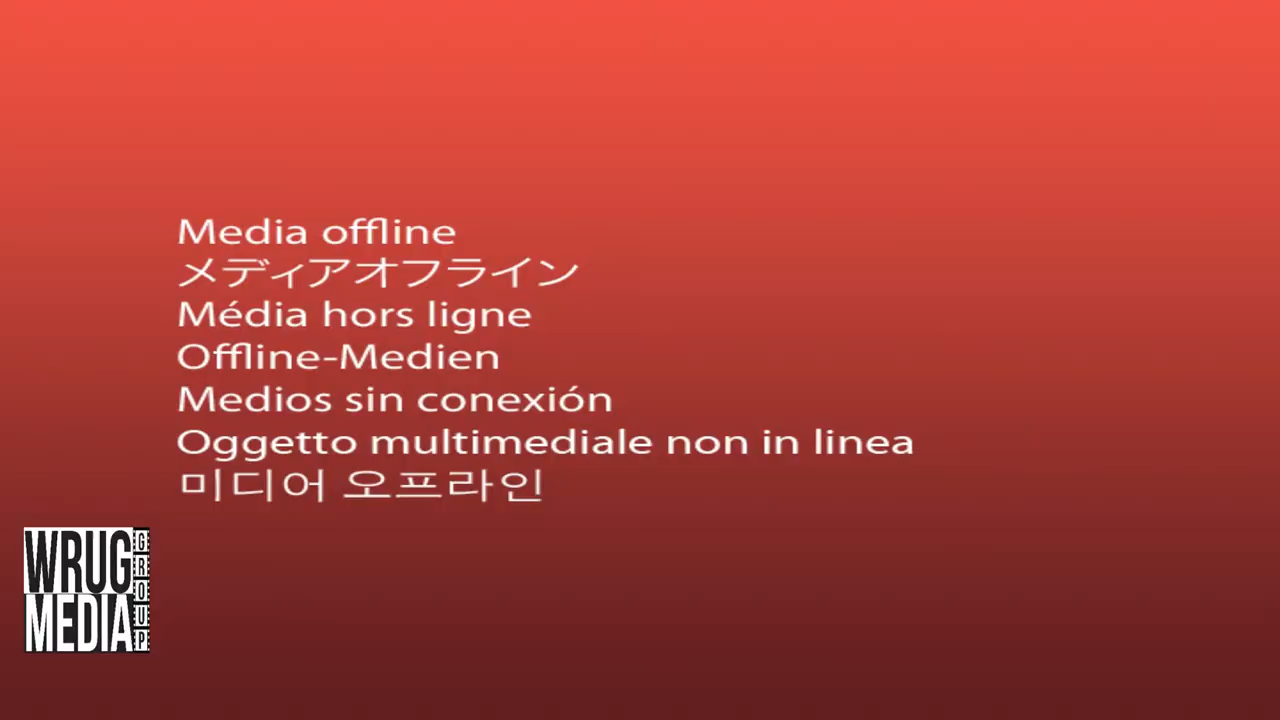 Media offline
メディアオフライン
Média hors ligne
Offline-Medien
Medios sin conexión
Oggetto multimediale non in linea
미디어 오프라인
WRUG
MEDIA
GROUP